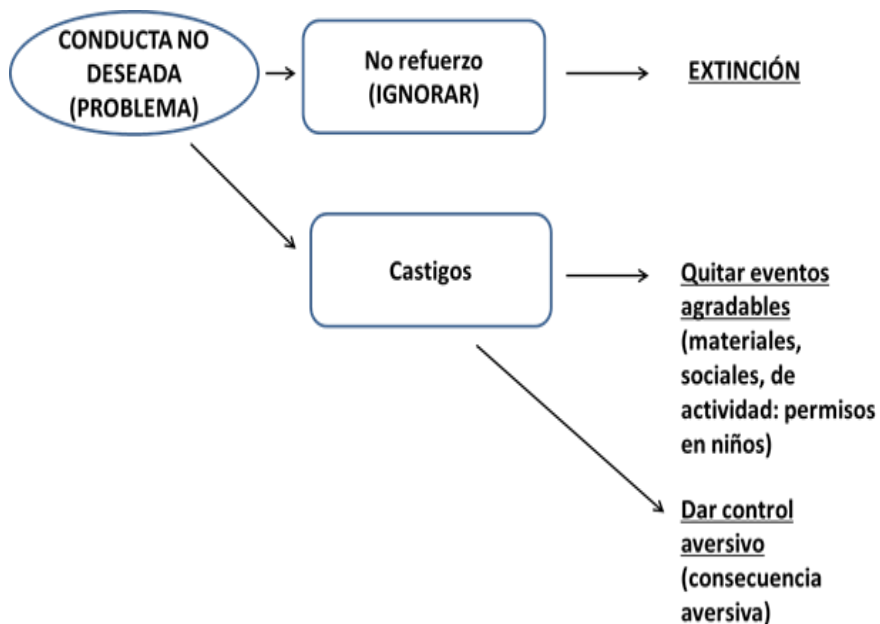 CONDUCTA NO
DESEADA
(PROBLEMA)
No refuerzo
(IGNORAR)
EXTINCIÓN
Castigos
Quitar eventos
agradables
(materiales,
sociales, de
actividad: permisos
en niños)
Dar control
aversivo
(consecuencia
aversiva)